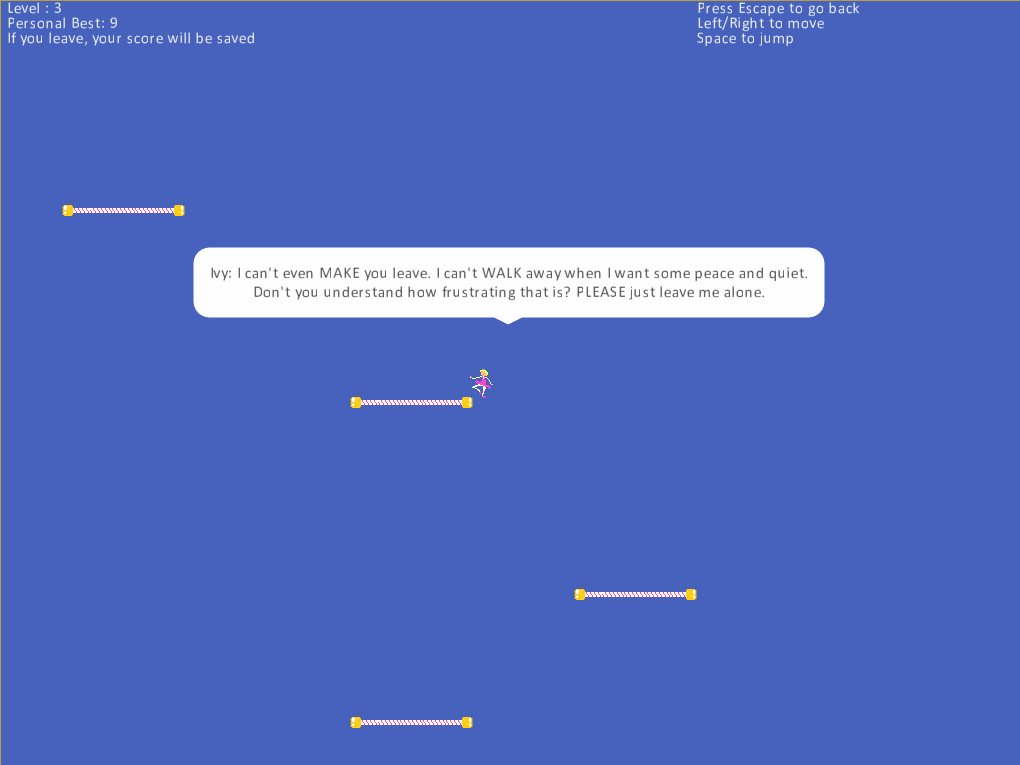 Level : 3
Personal Best: 9
If you leave, your score will be saved
Press Escape to go back
Left/Right to move
Space to jump
Ivy: I can't even MAKE you leave. I can't WALK away when I want some peace and quiet.
Don't you understand how frustrating that is? PLEASE just leave me alone.